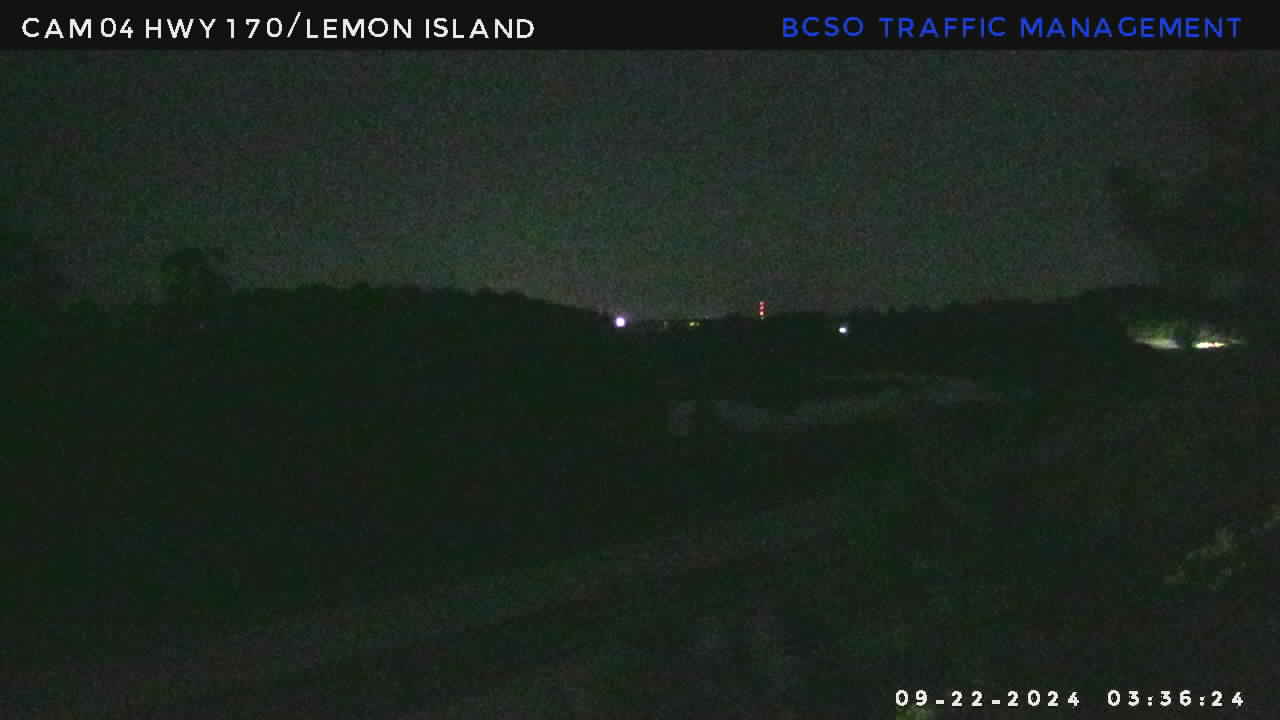 CAM04 HWY 170/LEMON ISLAND
BCSO TRAFFIC MANAGEMENT
09-22-2024 03:36:24